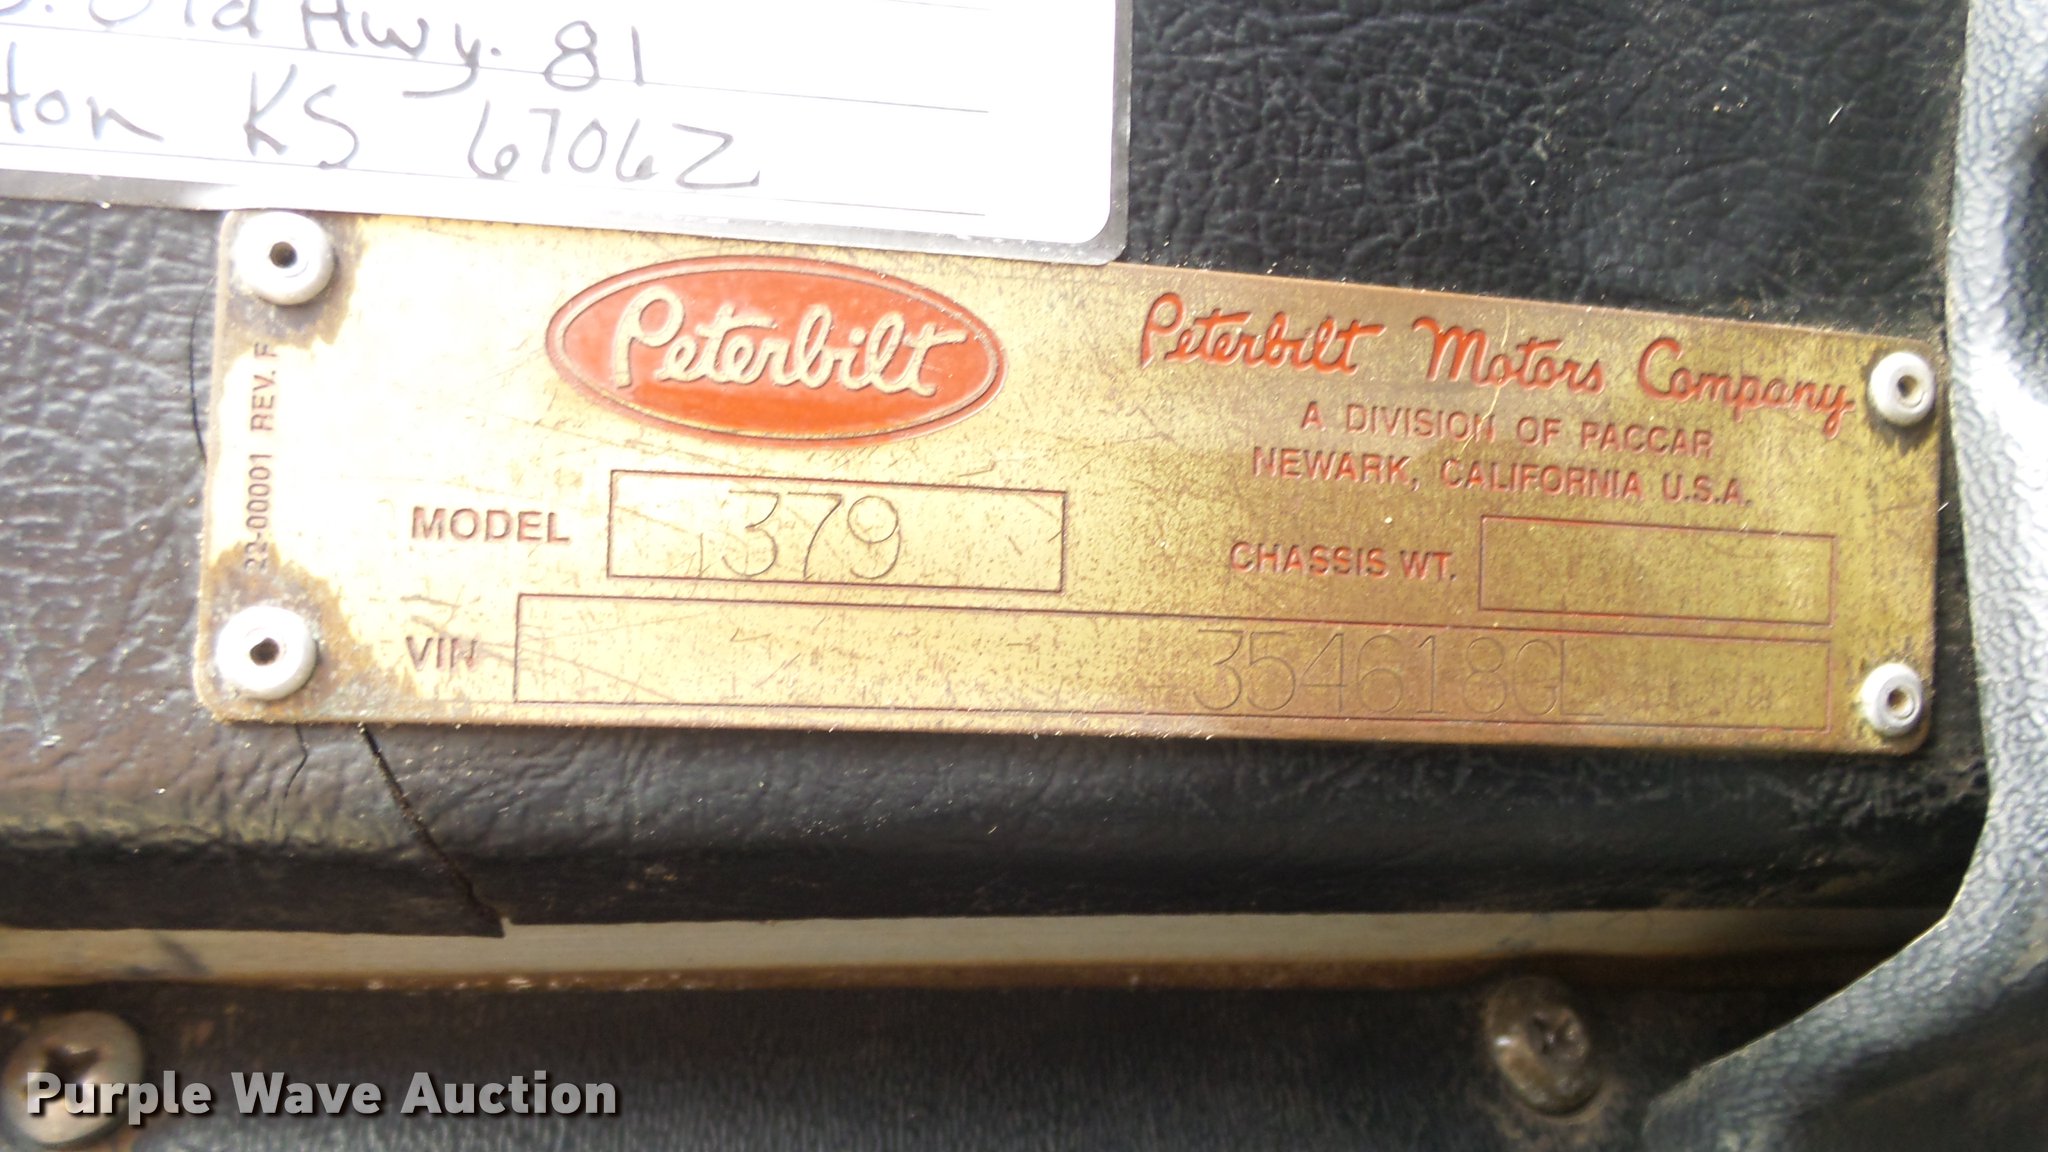 Old Hwy. 81
KS 67062
Peterbilt
Peterbilt Motors Company
A DIVISION OF PACCAR
NEWARK, CALIFORNIA U.S.A.
22-00001 REV. F
MODEL 379
CHASSIS WT.
VIN 354618GL
Purple Wave Auction